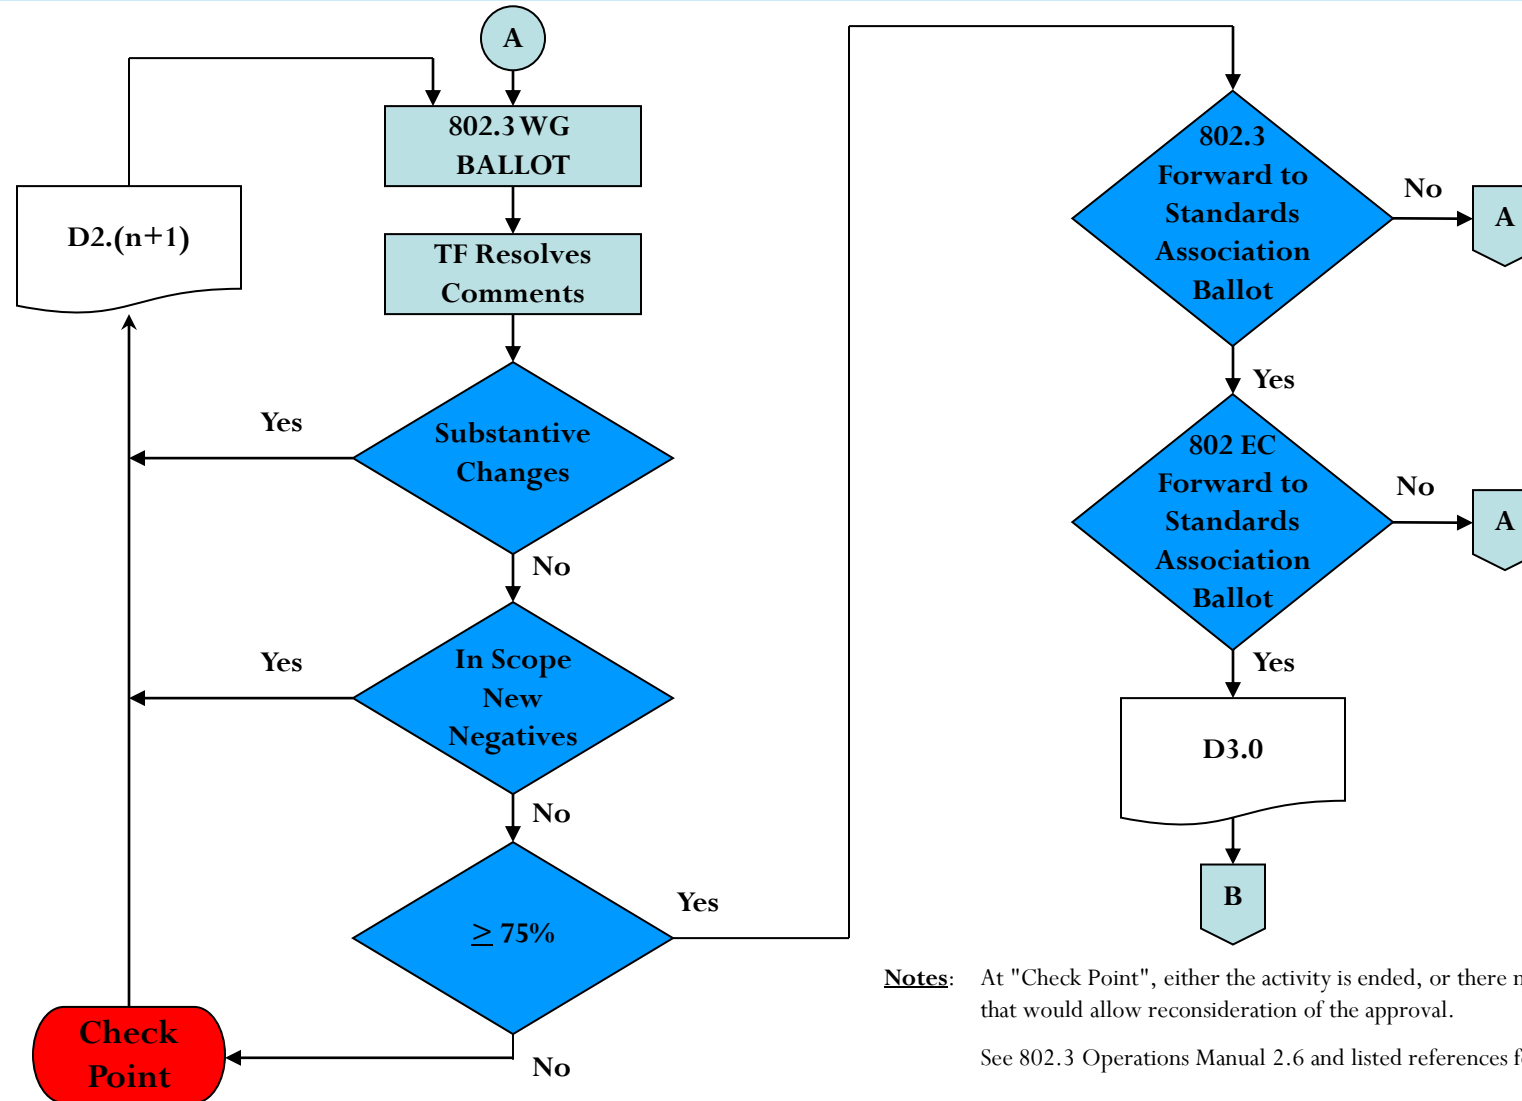 A
802.3 WG
BALLOT
D2.(n+1)
TF Resolves
Comments
Yes
Substantive
Changes
No
Yes
In Scope
New
Negatives
No
≥ 75%
Yes
No
Check
Point
802.3
Forward to
Standards
Association
Ballot
No
A
Yes
802 EC
Forward to
Standards
Association
Ballot
No
A
Yes
D3.0
B
Notes: At "Check Point", either the activity is ended, or there
that would allow reconsideration of the approval.
See 802.3 Operations Manual 2.6 and listed references